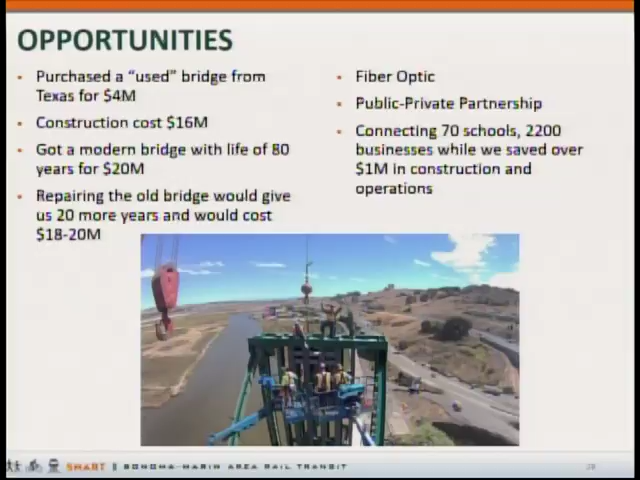 OPPORTUNITIES
Purchased a “used” bridge from
Texas for $4M
Construction cost $16M
Got a modern bridge with life of 80
years for $20M
Repairing the old bridge would give
us 20 more years and would cost
$18-20M
Fiber Optic
Public-Private Partnership
Connecting 70 schools, 2200
businesses while we saved over
$1M in construction and
operations
SMART | SONOMA-MARIN AREA RAIL TRANSIT